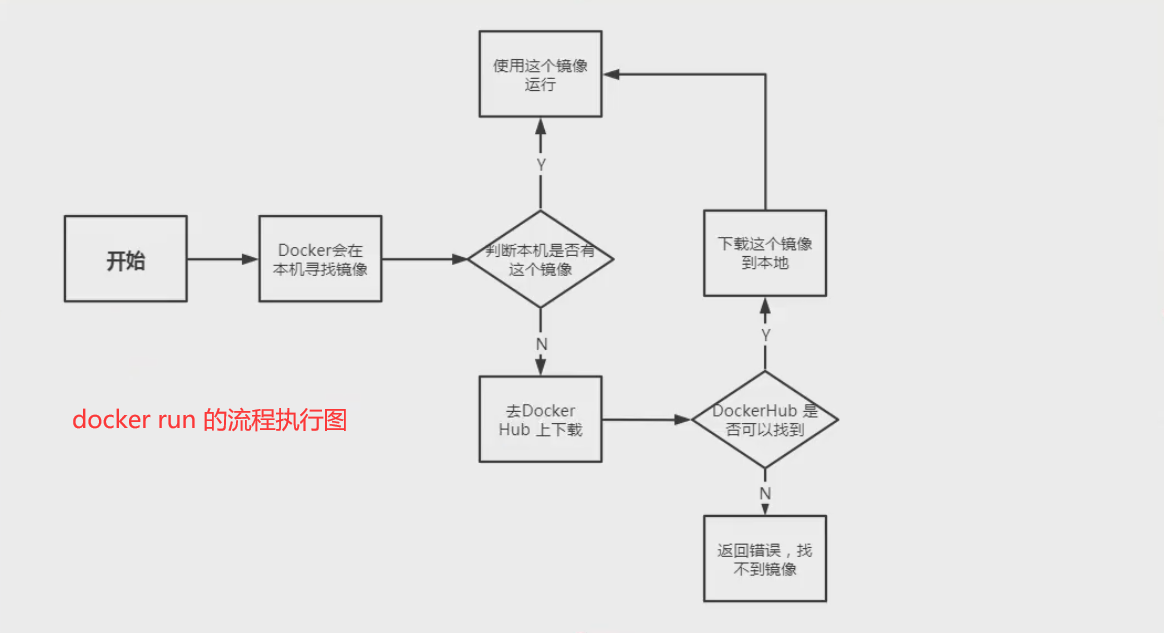 使用这个镜像
运行
Y
开始
Docker会在
本机寻找镜像
判断本机是否有
这个镜像
下载这个镜像
到本地
N
Y
docker run 的流程执行图
去Docker
Hub 上下载
DockerHub 是
否可以找到
N
返回错误，找
不到镜像